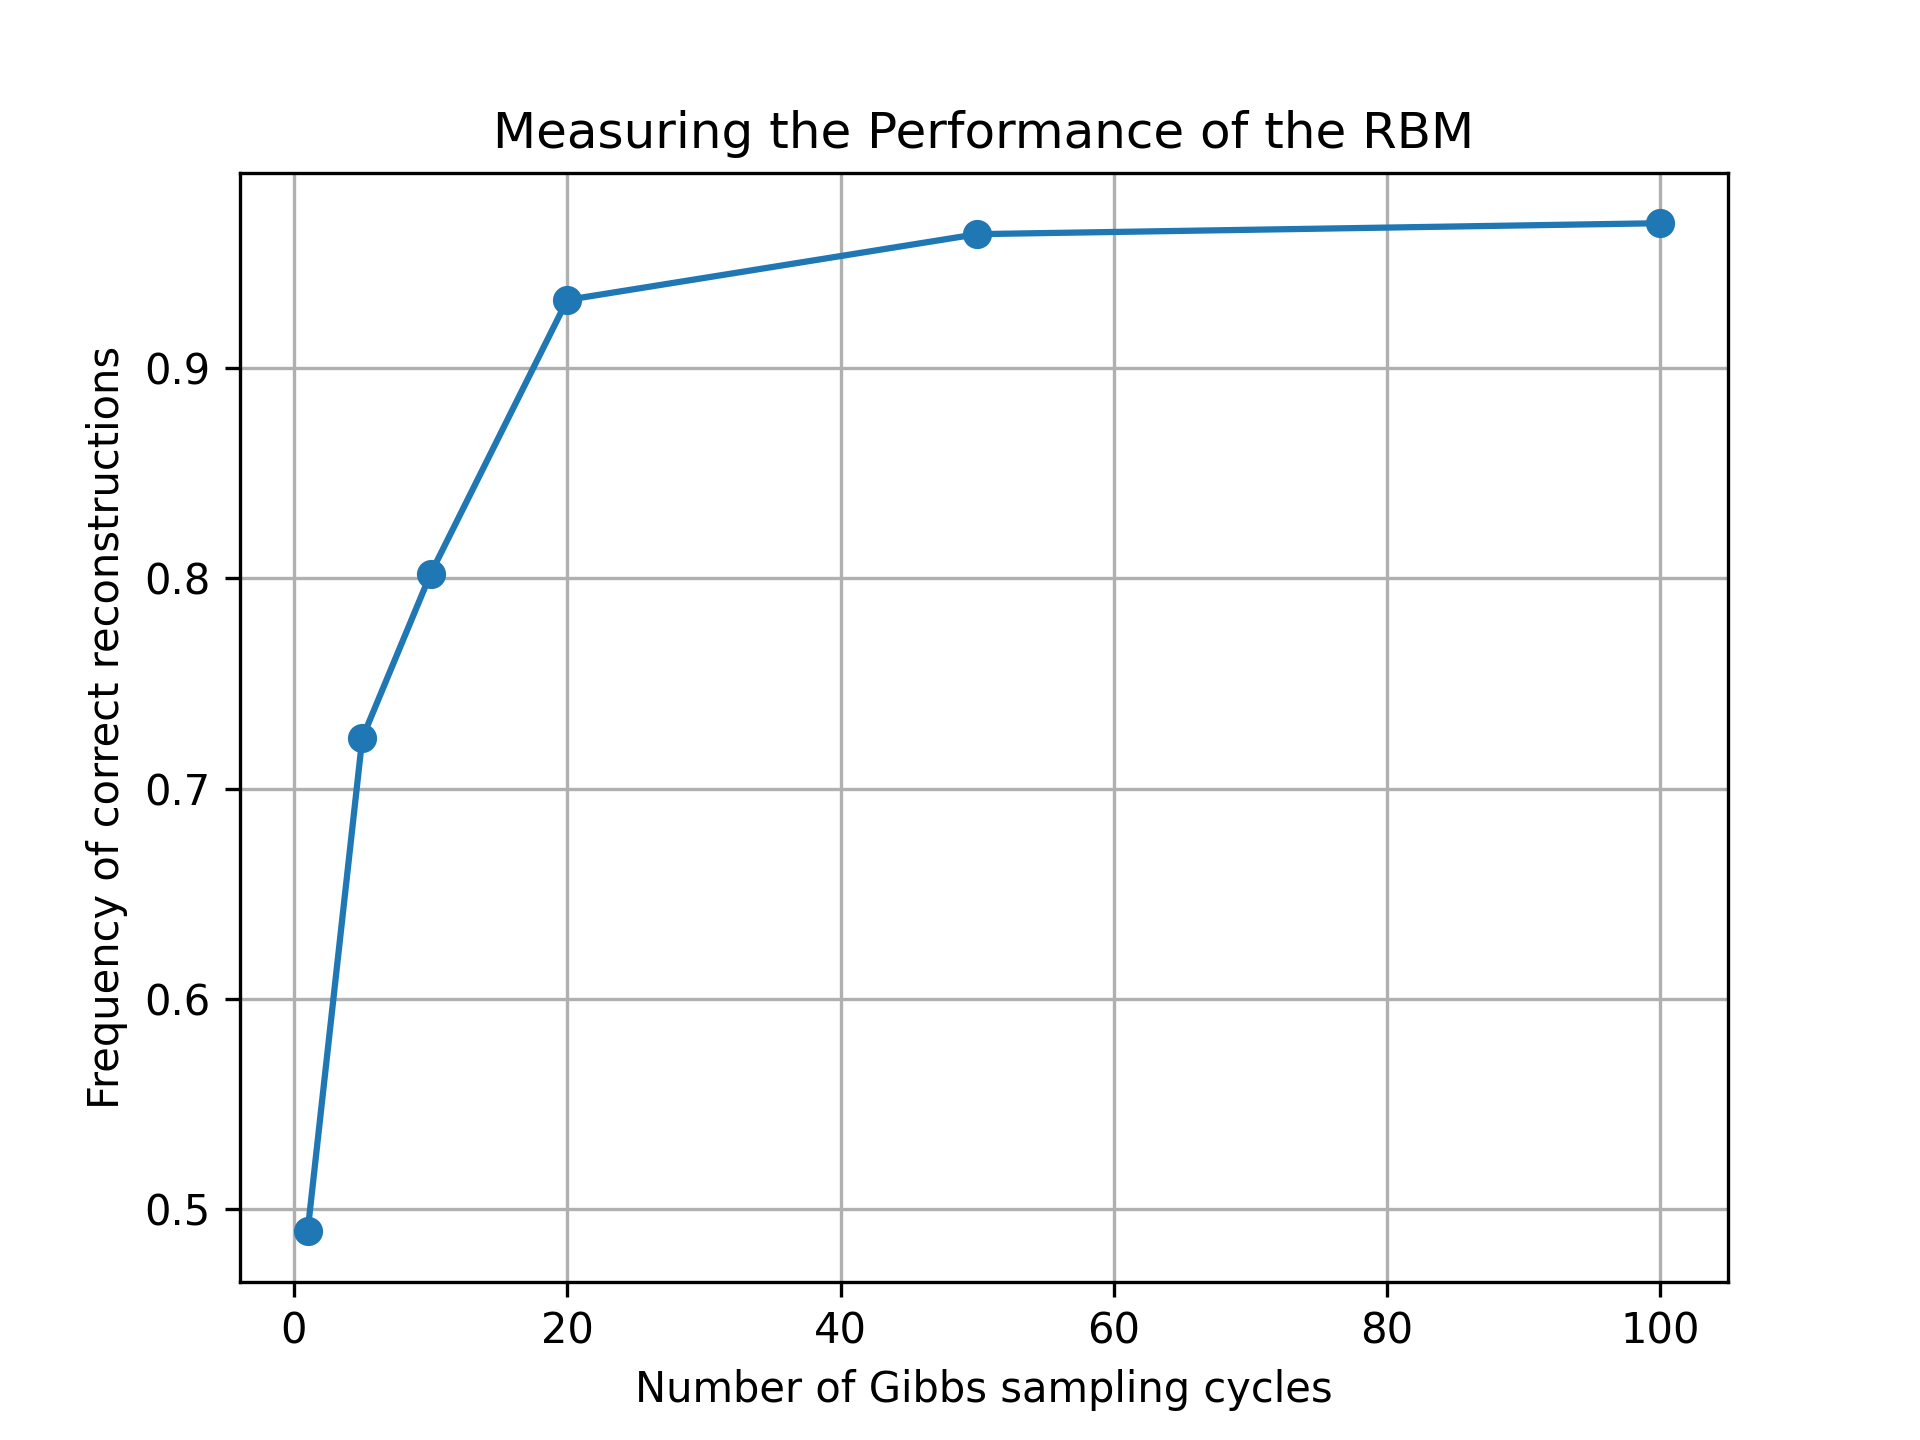 Measuring the Performance of the RBM
Frequency of correct reconstructions
0.9
0.8
0.7
0.6
0.5
0 20 40 60 80 100
Number of Gibbs sampling cycles